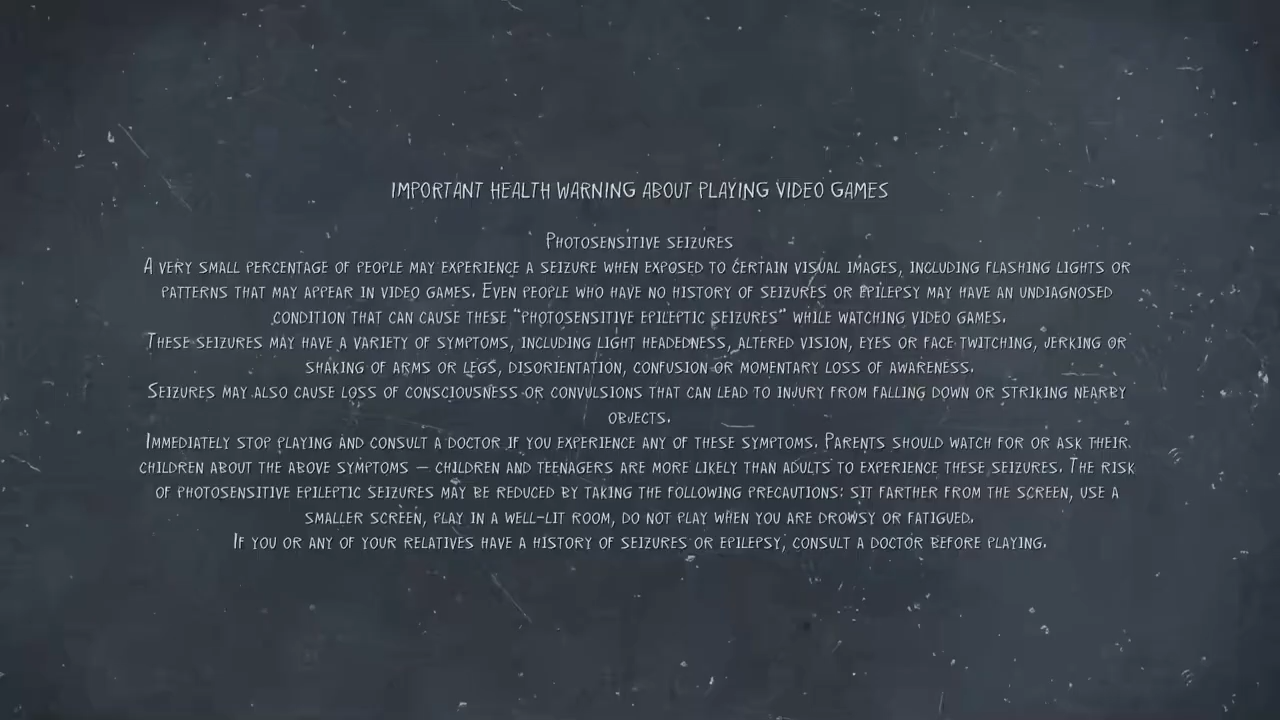 IMPORTANT HEALTH WARNING ABOUT PLAYING VIDEO GAMES
PHOTOSENSITIVE SEIZURES
A VERY SMALL PERCENTAGE OF PEOPLE MAY EXPERIENCE A SEIZURE WHEN EXPOSED TO CERTAIN VISUAL IMAGES, INCLUDING FLASHING LIGHTS OR
PATTERNS THAT MAY APPEAR IN VIDEO GAMES. EVEN PEOPLE WHO HAVE NO HISTORY OF SEIZURES OR EPILEPSY MAY HAVE AN UNDIAGNOSED
CONDITION THAT CAN CAUSE THESE "PHOTOSENSITIVE EPILEPTIC SEIZURES" WHILE WATCHING VIDEO GAMES.
THESE SEIZURES MAY HAVE A VARIETY OF SYMPTOMS, INCLUDING LIGHT HEADEDNESS, ALTERED VISION, EYES OR FACE TWITCHING, JERKING OR
SHAKING OF ARMS OR LEGS, DISORIENTATION, CONFUSION OR MOMENTARY LOSS OF AWARENESS.
SEIZURES MAY ALSO CAUSE LOSS OF CONSCIOUSNESS OR CONVULSIONS THAT CAN LEAD TO INJURY FROM FALLING DOWN OR STRIKING NEARBY
OBJECTS.
IMMEDIATELY STOP PLAYING AND CONSULT A DOCTOR IF YOU EXPERIENCE ANY OF THESE SYMPTOMS. PARENTS SHOULD WATCH FOR OR ASK THEIR
CHILDREN ABOUT THE ABOVE SYMPTOMS — CHILDREN AND TEENAGERS ARE MORE LIKELY THAN ADULTS TO EXPERIENCE THESE SEIZURES. THE RISK
OF PHOTOSENSITIVE EPILEPTIC SEIZURES MAY BE REDUCED BY TAKING THE FOLLOWING PRECAUTIONS: SIT FARTHER FROM THE SCREEN, USE A
SMALLER SCREEN, PLAY IN A WELL-LIT ROOM, DO NOT PLAY WHEN YOU ARE DROWSY OR FATIGUED.
IF YOU OR ANY OF YOUR RELATIVES HAVE A HISTORY OF SEIZURES OR EPILEPSY, CONSULT A DOCTOR BEFORE PLAYING.